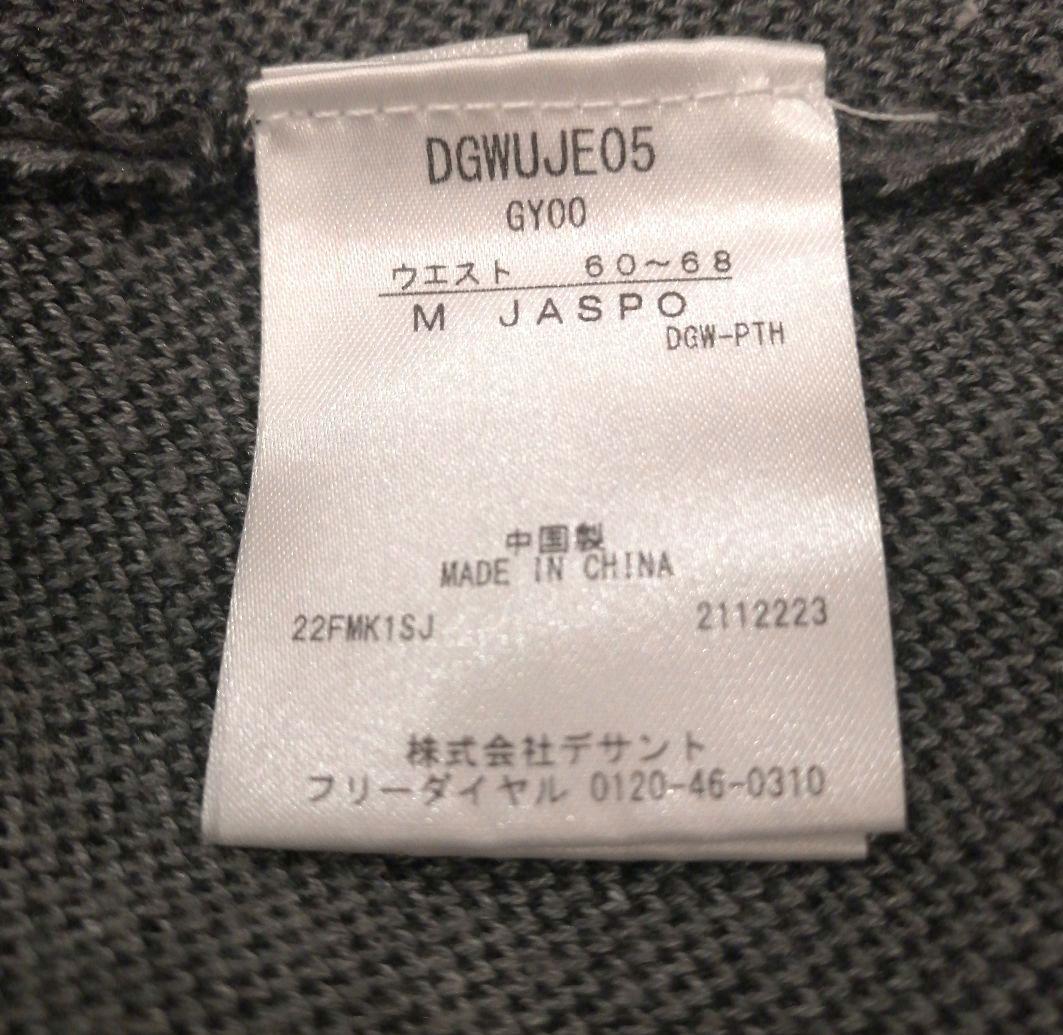 DGWUJE05
GY00
ウエスト 60〜68
M JASPO
DGW-PTH
中国製
MADE IN CHINA
22FMK1SJ 2112223
株式会社デサント
フリーダイヤル 0120-46-0310